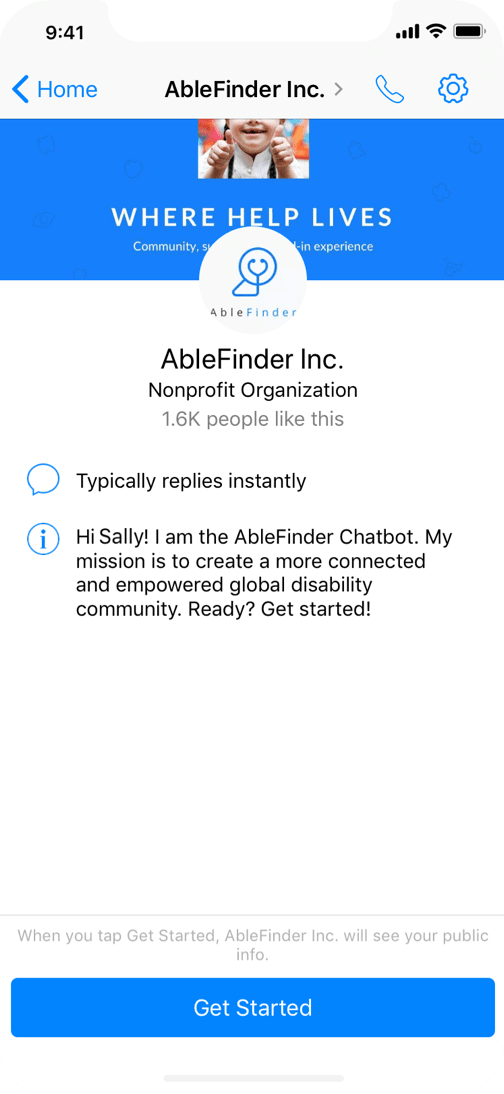 9:41
Home
AbleFinder Inc.
WHERE HELP LIVES
Community, su
-in experience
AbleFinder
AbleFinder Inc.
Nonprofit Organization
1.6K people like this
Typically replies instantly
Hi Sally! I am the AbleFinder Chatbot. My
mission is to create a more connected
and empowered global disability
community. Ready? Get started!
When you tap Get Started, AbleFinder Inc. will see your public
info.
Get Started